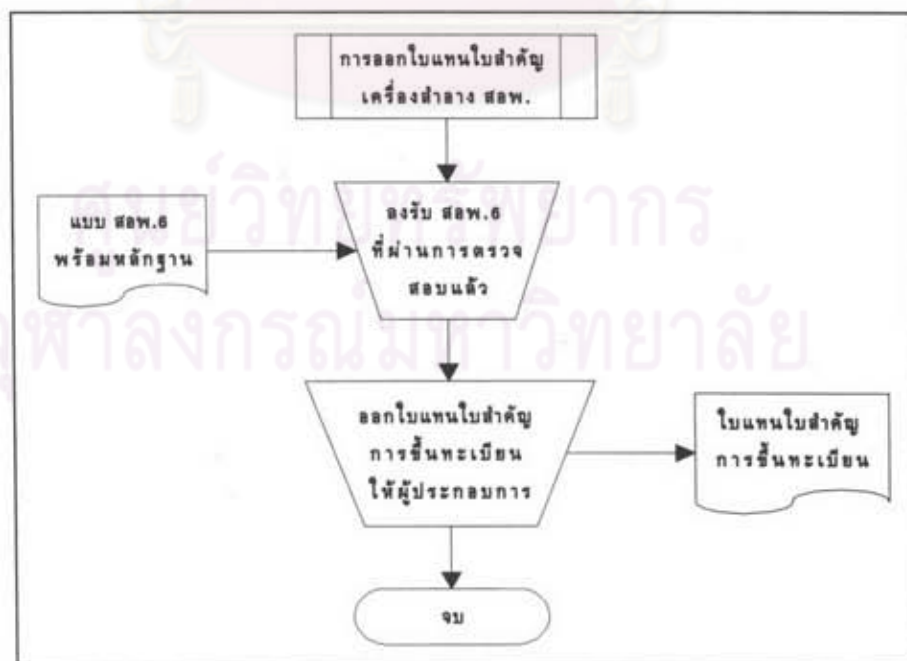 การออกใบแทนใบสำคัญ
เครื่องสำอาง สอพ.
แบบ สอพ.6
พร้อมหลักฐาน
ลงรับ สอพ.6
ที่ผ่านการตรวจ
สอบแล้ว
ออกใบแทนใบสำคัญ
การขึ้นทะเบียน
ให้ผู้ประกอบการ
ใบแทนใบสำคัญ
การขึ้นทะเบียน
จบ
ศูนย์วิทยทรัพยากร
จุฬาลงกรณ์มหาวิทยาลัย